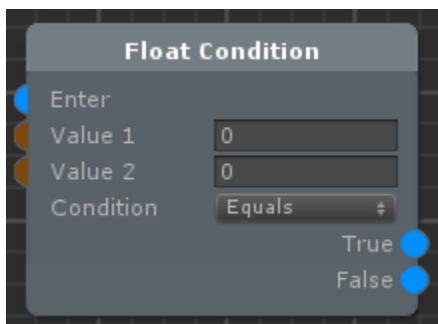 Float Condition
Enter
Value 1 0
Value 2 0
Condition Equals
True
False